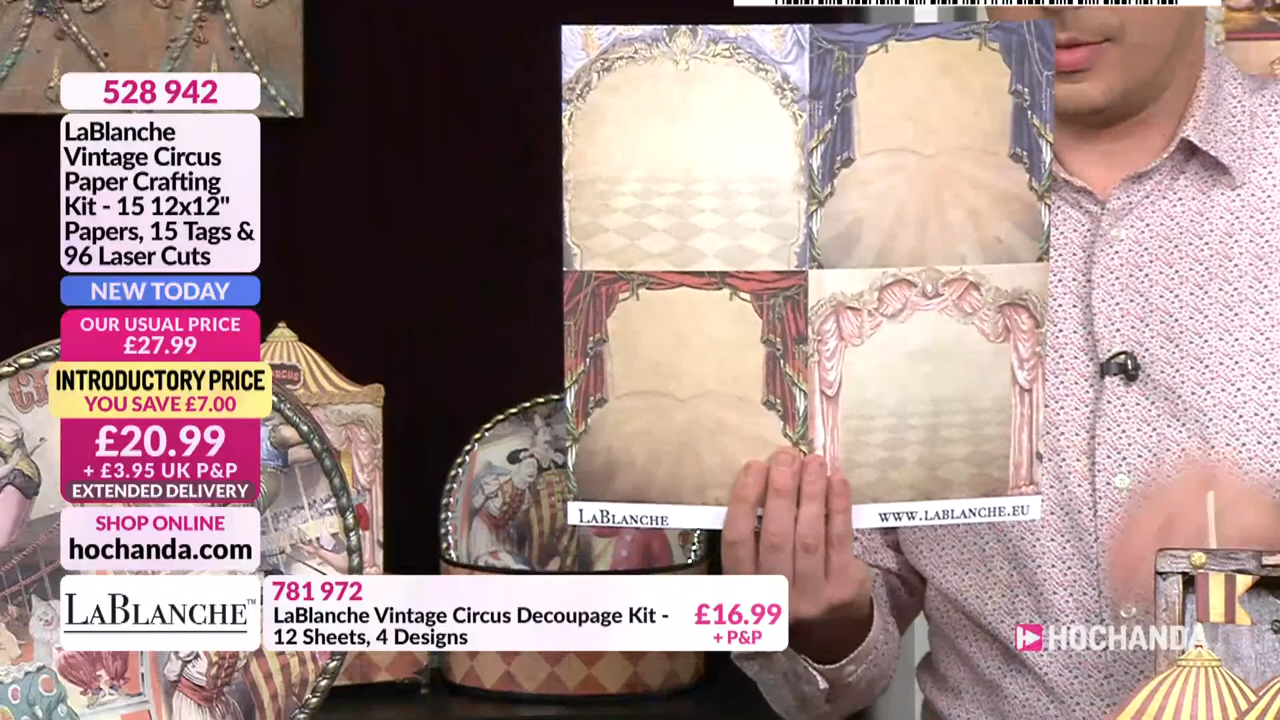 528 942
LaBlanche
Vintage Circus
Paper Crafting
Kit - 15 12x12"
Papers, 15 Tags &
96 Laser Cuts
NEW TODAY
OUR USUAL PRICE
£27.99
INTRODUCTORY PRICE
YOU SAVE £7.00
£20.99
+ £3.95 UK P&P
EXTENDED DELIVERY
SHOP ONLINE
hochanda.com
LABLANCHE™
781 972
LaBlanche Vintage Circus Decoupage Kit -
12 Sheets, 4 Designs
£16.99
+ P&P
LABLANCHE
WWW.LABLANCHE.EU
HOCHANDA